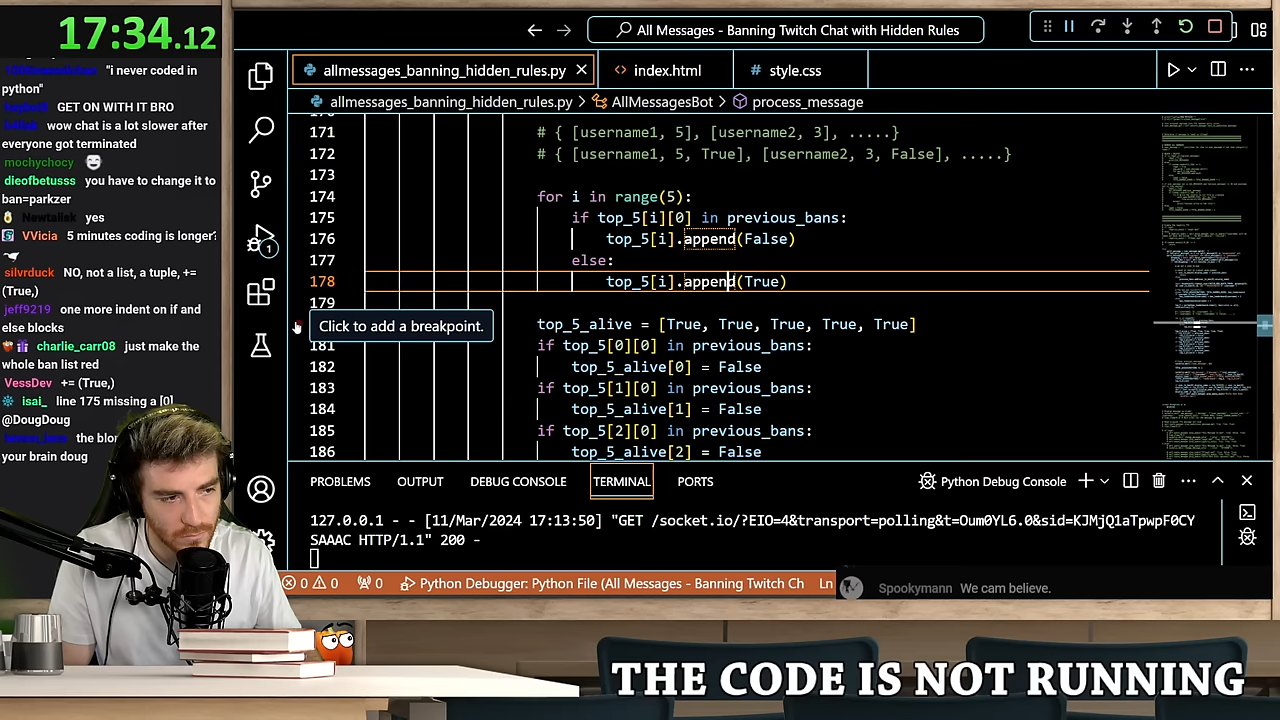 17:34.12
"i never coded in
python"
GET ON WITH IT BRO
wow chat is a lot slower after
everyone got terminated
mochychocy
dieofbetusss you have to change it to
ban=parkzer
Newtalisk yes
VVicia 5 minutes coding is longer?
silvrduck NO, not a list, a tuple, +=
(True,)
jeff9219 one more indent on if and
else blocks
charlie_carr08 just make the
whole ban list red
VessDev += (True,)
isai_ line 175 missing a [0]
@DougDoug
your brain doug
All Messages - Banning Twitch Chat with Hidden Rules
allmessages_banning_hidden_rules.py
index.html
style.css
allmessages_banning_hidden_rules.py > AllMessagesBot > process_message
171 # { [username1, 5], [username2, 3], .....}
172 # { [username1, 5, True], [username2, 3, False], .....}
173
174 for i in range(5):
175 if top_5[i][0] in previous_bans:
176 top_5[i].append(False)
177 else:
178 top_5[i].append(True)
179
Click to add a breakpoint
top_5_alive = [True, True, True, True, True]
181 if top_5[0][0] in previous_bans:
182 top_5_alive[0] = False
183 if top_5[1][0] in previous_bans:
184 top_5_alive[1] = False
185 if top_5[2][0] in previous_bans:
186 top_5_alive[2] = False
1
PROBLEMS OUTPUT DEBUG CONSOLE TERMINAL PORTS
Python Debug Console
127.0.0.1 - - [11/Mar/2024 17:13:50] "GET /socket.io/?EIO=4&transport=polling&t=Oum0YL6.0&sid=KJMjQ1aTpwpF0CY
SAAAC HTTP/1.1" 200 -
0 0 0 Python Debugger: Python File (All Messages - Banning Twitch Ch Ln
Spookymann We cam believe.
THE CODE IS NOT RUNNING